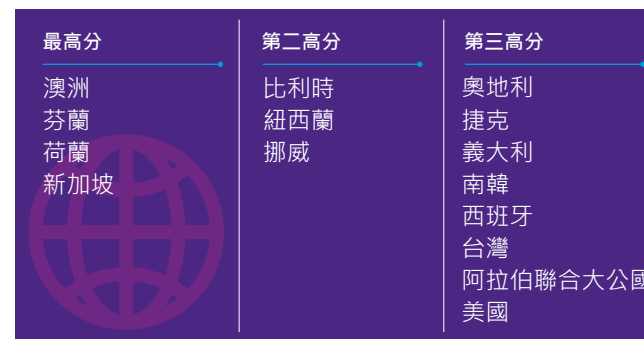 最高分
澳洲
芬蘭
荷蘭
新加坡
第二高分
比利時
紐西蘭
挪威
第三高分
奧地利
捷克
義大利
南韓
西班牙
台灣
阿拉伯聯合大公國
美國